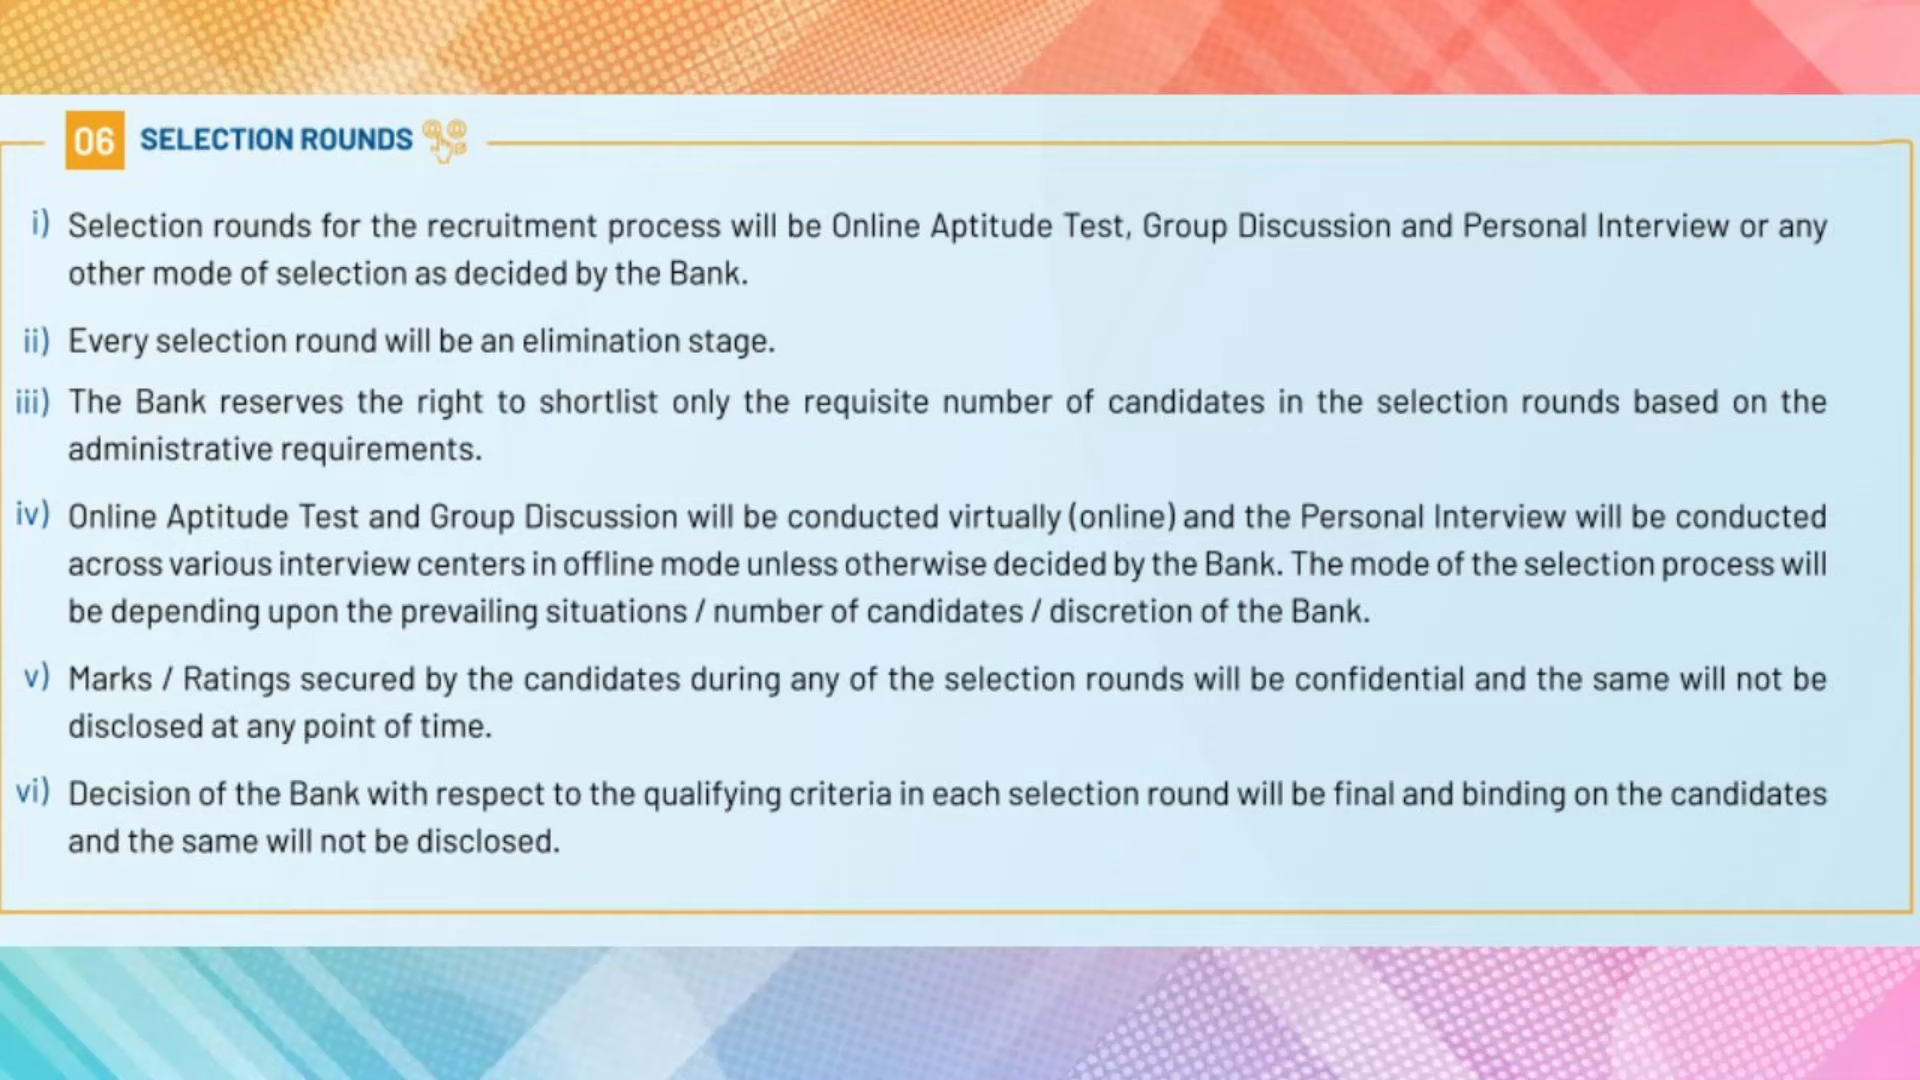 06 SELECTION ROUNDS
i) Selection rounds for the recruitment process will be Online Aptitude Test, Group Discussion and Personal Interview or any
other mode of selection as decided by the Bank.
ii) Every selection round will be an elimination stage.
iii) The Bank reserves the right to shortlist only the requisite number of candidates in the selection rounds based on the
administrative requirements.
iv) Online Aptitude Test and Group Discussion will be conducted virtually (online) and the Personal Interview will be conducted
across various interview centers in offline mode unless otherwise decided by the Bank. The mode of the selection process will
be depending upon the prevailing situations / number of candidates / discretion of the Bank.
v) Marks / Ratings secured by the candidates during any of the selection rounds will be confidential and the same will not be
disclosed at any point of time.
vi) Decision of the Bank with respect to the qualifying criteria in each selection round will be final and binding on the candidates
and the same will not be disclosed.